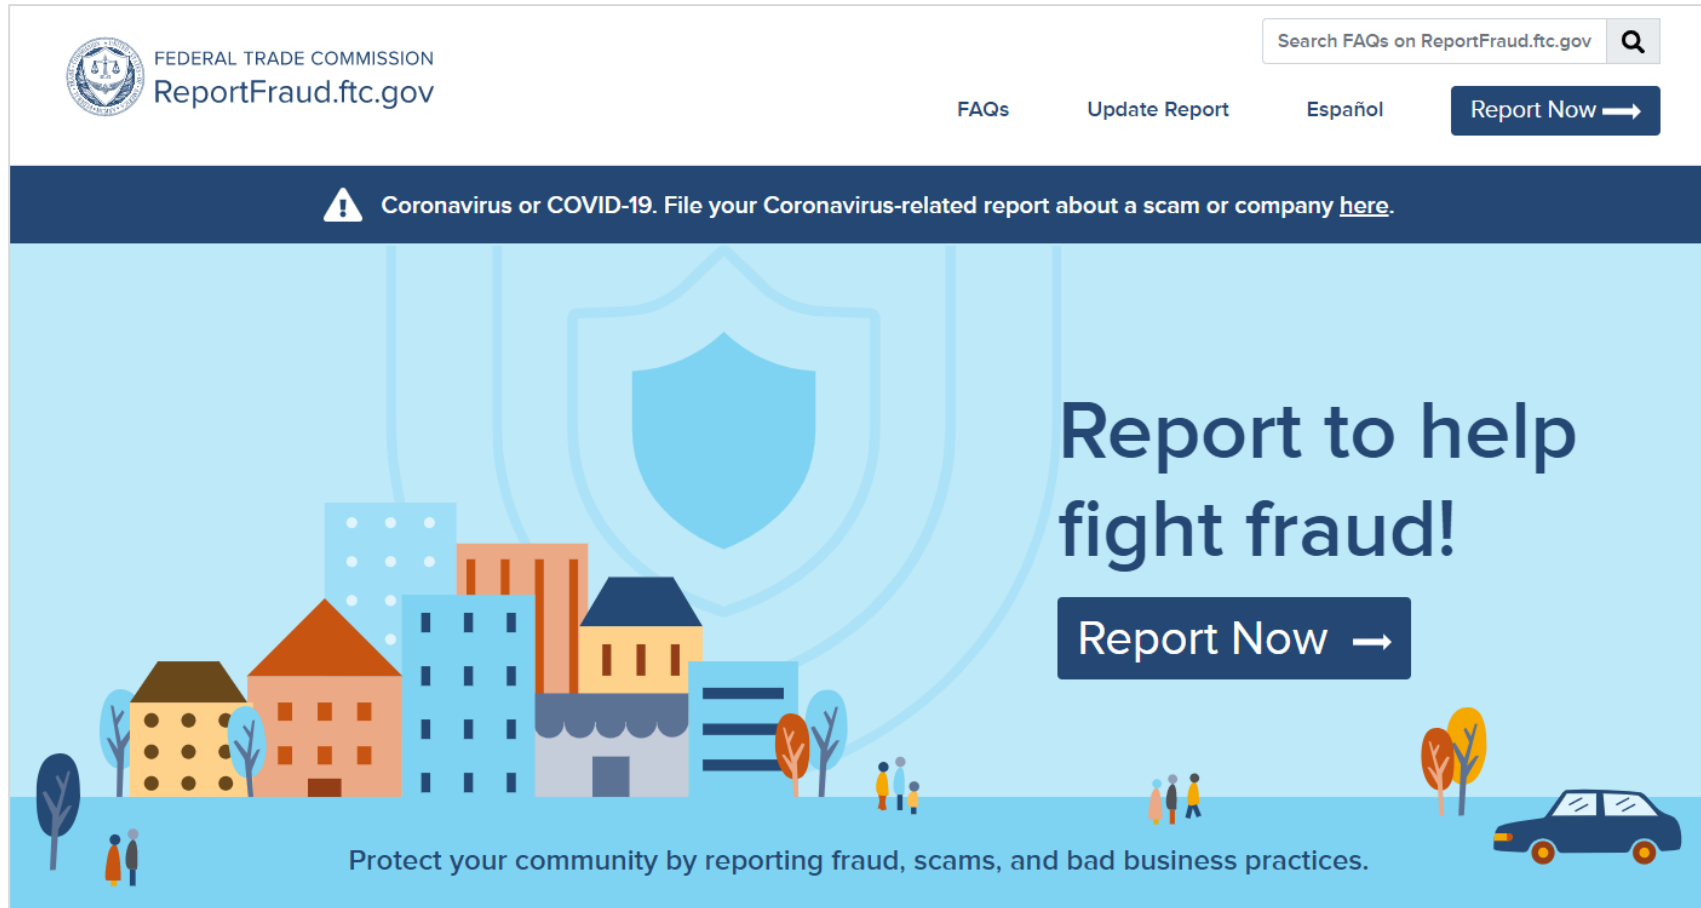 FEDERAL TRADE COMMISSION
ReportFraud.ftc.gov
Search FAQs on ReportFraud.ftc.gov
FAQs
Update Report
Español
Report Now
Coronavirus or COVID-19. File your Coronavirus-related report about a scam or company here.
Report to help
fight fraud!
Report Now
Protect your community by reporting fraud, scams, and bad business practices.